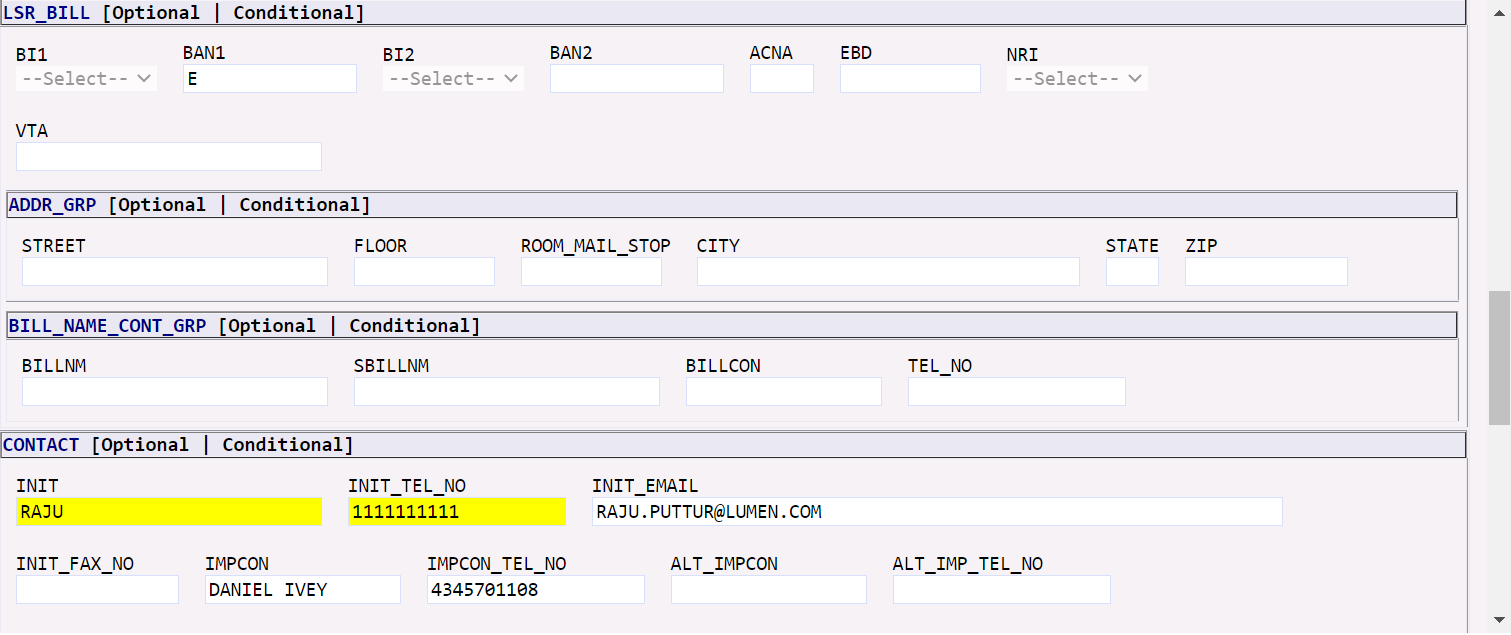 LSR_BILL [Optional | Conditional]
BI1 BAN1 BI2 BAN2 ACNA EBD NRI
--Select-- E --Select-- --Select--
VTA
ADDR_GRP [Optional | Conditional]
STREET FLOOR ROOM_MAIL_STOP CITY STATE ZIP
BILL_NAME_CONT_GRP [Optional | Conditional]
BILLNM SBILLNM BILLCON TEL_NO
CONTACT [Optional | Conditional]
INIT INIT_TEL_NO INIT_EMAIL
RAJU 1111111111 RAJU.PUTTUR@LUMEN.COM
INIT_FAX_NO IMPCON IMPCON_TEL_NO ALT_IMPCON ALT_IMP_TEL_NO
DANIEL IVEY 4345701108